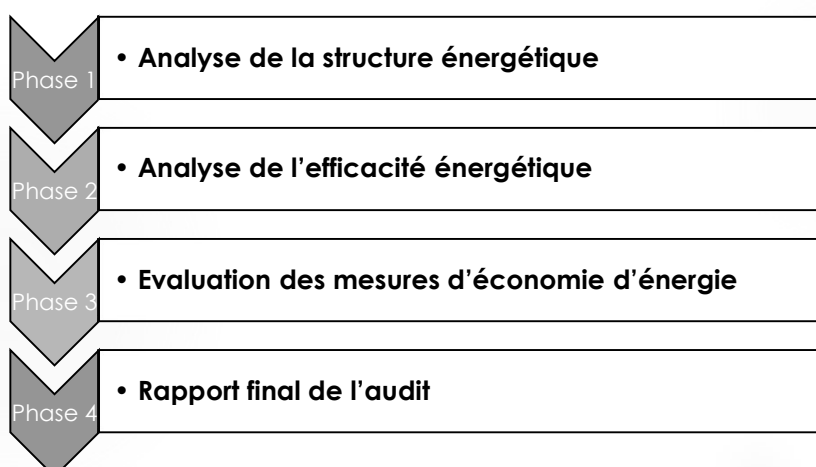 Phase 1
• Analyse de la structure énergétique
Phase 2
• Analyse de l’efficacité énergétique
Phase 3
• Evaluation des mesures d’économie d’énergie
Phase 4
• Rapport final de l’audit